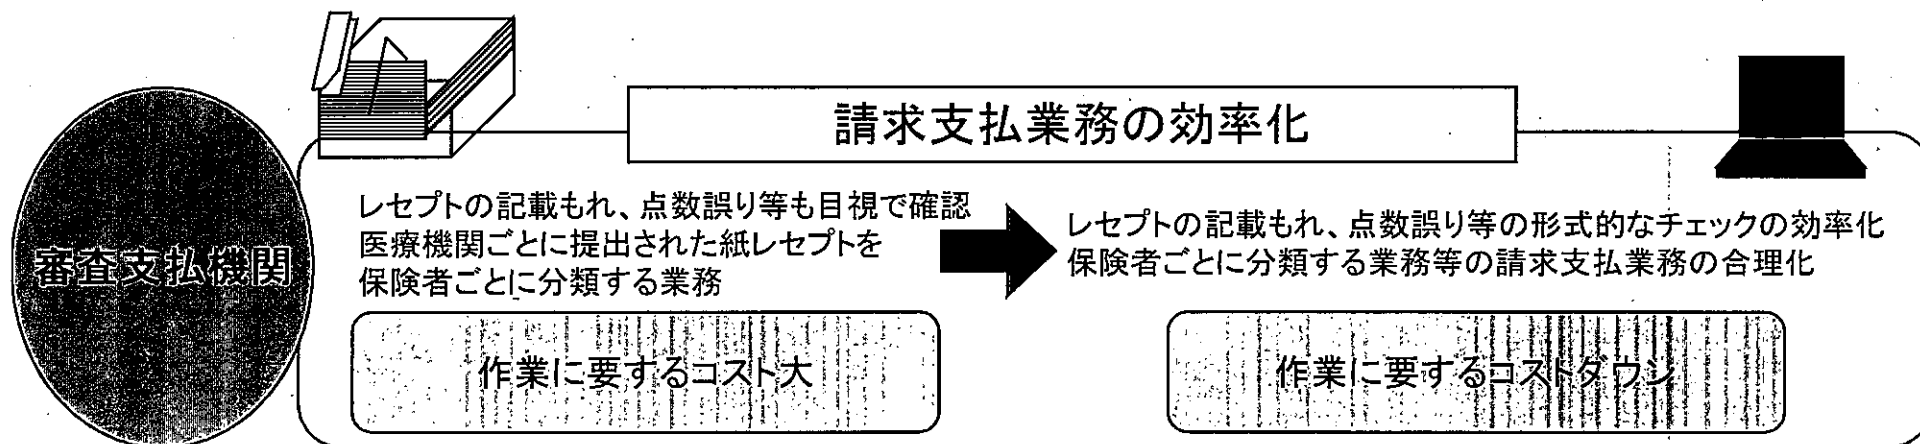 請求支払業務の効率化
審査支払機関
レセプトの記載もれ、点数誤り等も目視で確認
医療機関ごとに提出された紙レセプトを
保険者ごとに分類する業務
作業に要するコスト大
レセプトの記載もれ、点数誤り等の形式的なチェックの効率化
保険者ごとに分類する業務等の請求支払業務の合理化
作業に要するコストダウン